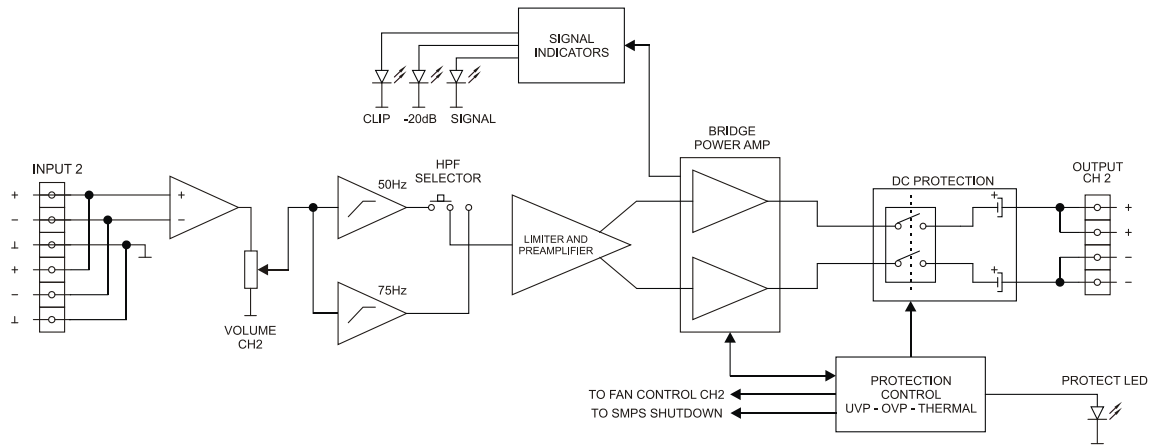 SIGNAL
INDICATORS
CLIP
-20dB
SIGNAL
BRIDGE
POWER AMP
INPUT 2
+
−
⊥
+
−
⊥
+
−
VOLUME
CH2
50Hz
75Hz
HPF
SELECTOR
LIMITER AND
PREAMPLIFIER
DC PROTECTION
+
+
OUTPUT
CH 2
+
+
−
−
PROTECTION
CONTROL
UVP - OVP - THERMAL
TO FAN CONTROL CH2
TO SMPS SHUTDOWN
PROTECT LED